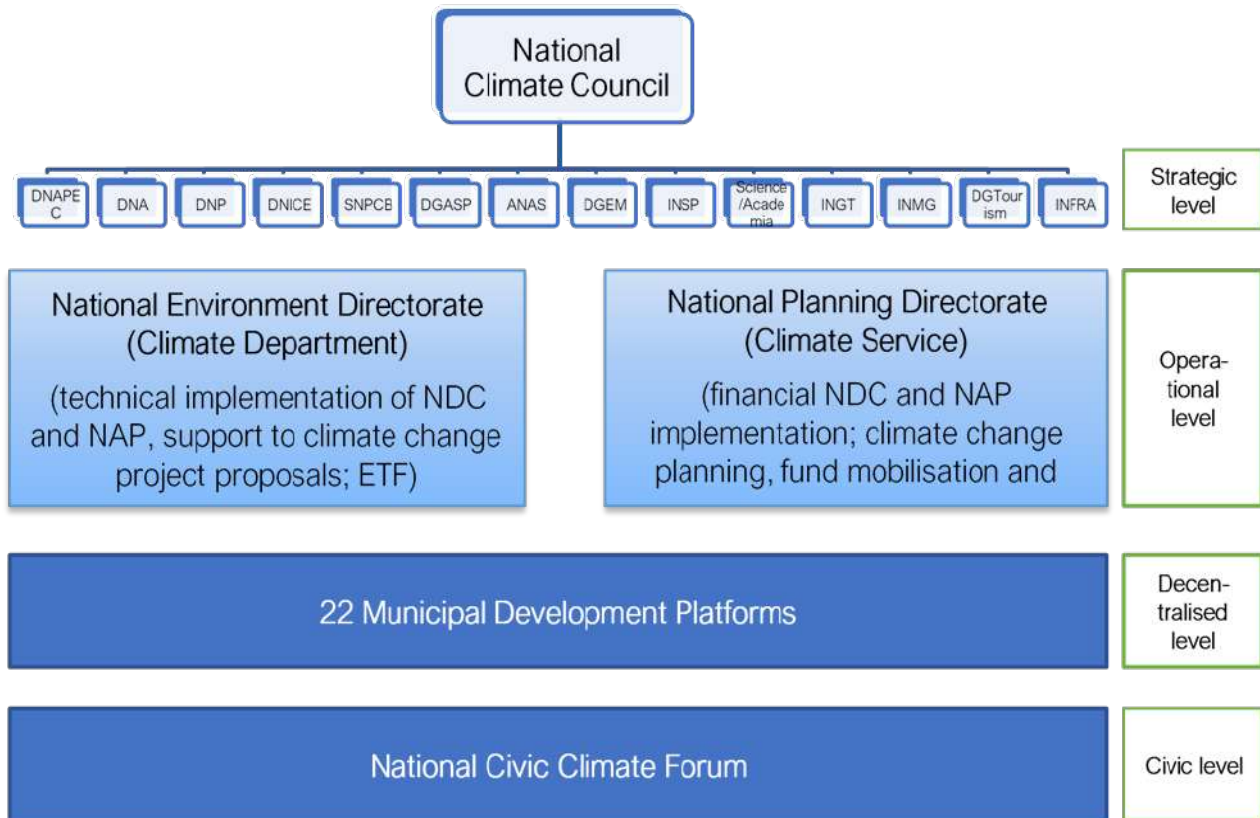 National
Climate Council
DNAPE
C
DNA
DNP
DNICE
SNPCB
DGASP
ANAS
DGEM
INSP
Science
/Acade
mia
INGT
INMG
DGTour
ism
INFRA
Strategic
level
National Environment Directorate
(Climate Department)
(technical implementation of NDC
and NAP, support to climate change
project proposals; ETF)
National Planning Directorate
(Climate Service)
(financial NDC and NAP
implementation; climate change
planning, fund mobilisation and
Opera-
tional
level
22 Municipal Development Platforms
Decen-
tralised
level
National Civic Climate Forum
Civic level